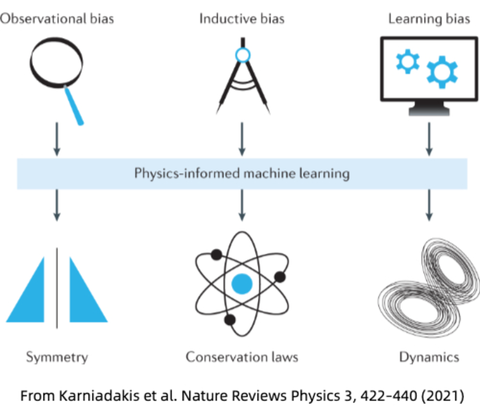 Observational bias
Inductive bias
Learning bias
Physics-informed machine learning
Symmetry
Conservation laws
Dynamics
From Karniadakis et al. Nature Reviews Physics 3, 422–440 (2021)